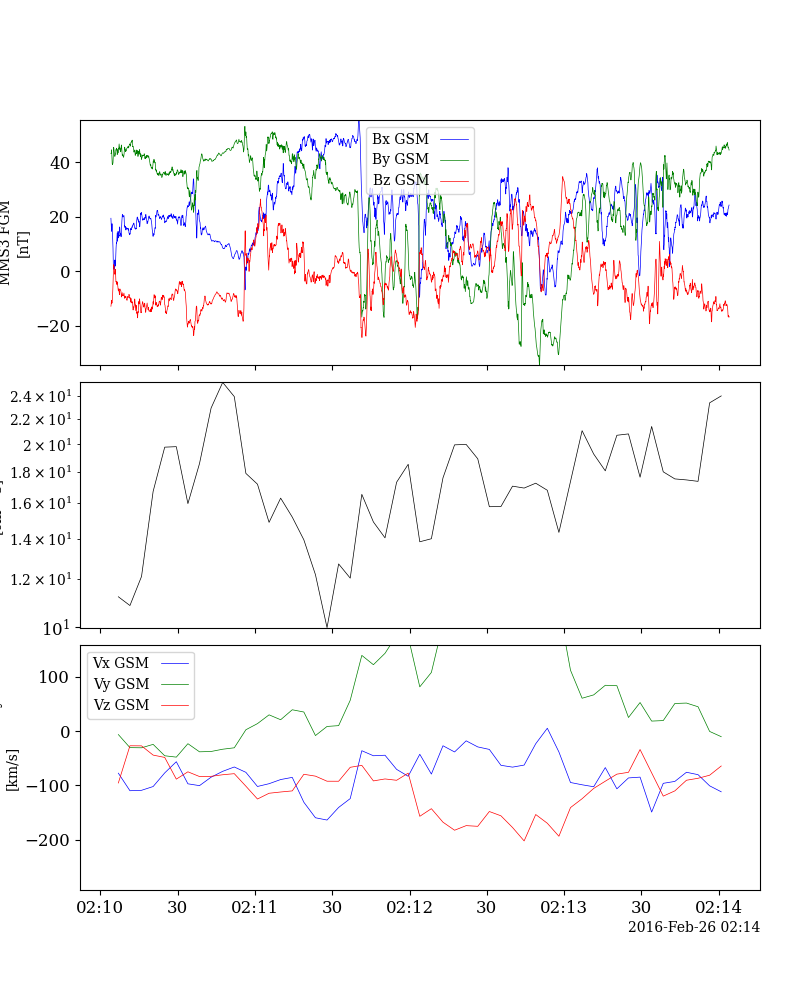 MMS3 FGM
[nT]
40
20
0
−20
Bx GSM
By GSM
Bz GSM
2.4 × 10¹
2.2 × 10¹
2 × 10¹
1.8 × 10¹
1.6 × 10¹
1.4 × 10¹
1.2 × 10¹
10¹
[km/s]
100
0
−100
−200
Vx GSM
Vy GSM
Vz GSM
02:10
30
02:11
30
02:12
30
02:13
30
02:14
2016-Feb-26 02:14